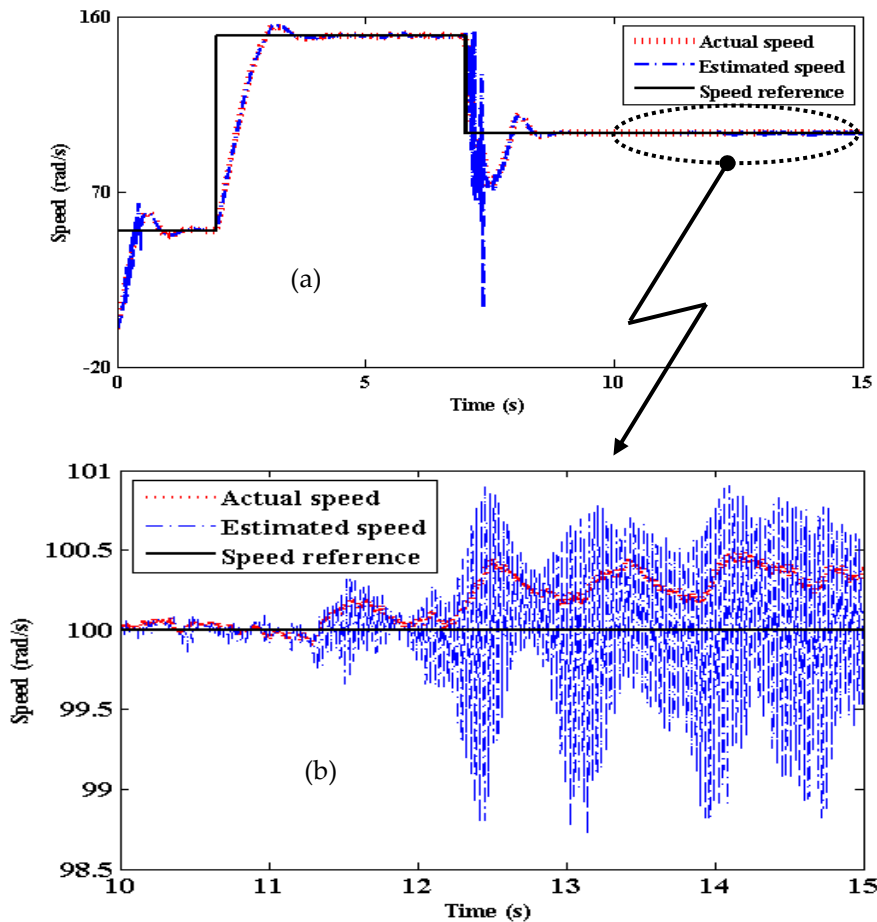 160
70
-20
Speed (rad/s)
Actual speed
Estimated speed
Speed reference
(a)
0
5
10
15
Time (s)
101
100.5
100
99.5
99
98.5
Speed (rad/s)
Actual speed
Estimated speed
Speed reference
(b)
10
11
12
13
14
15
Time (s)